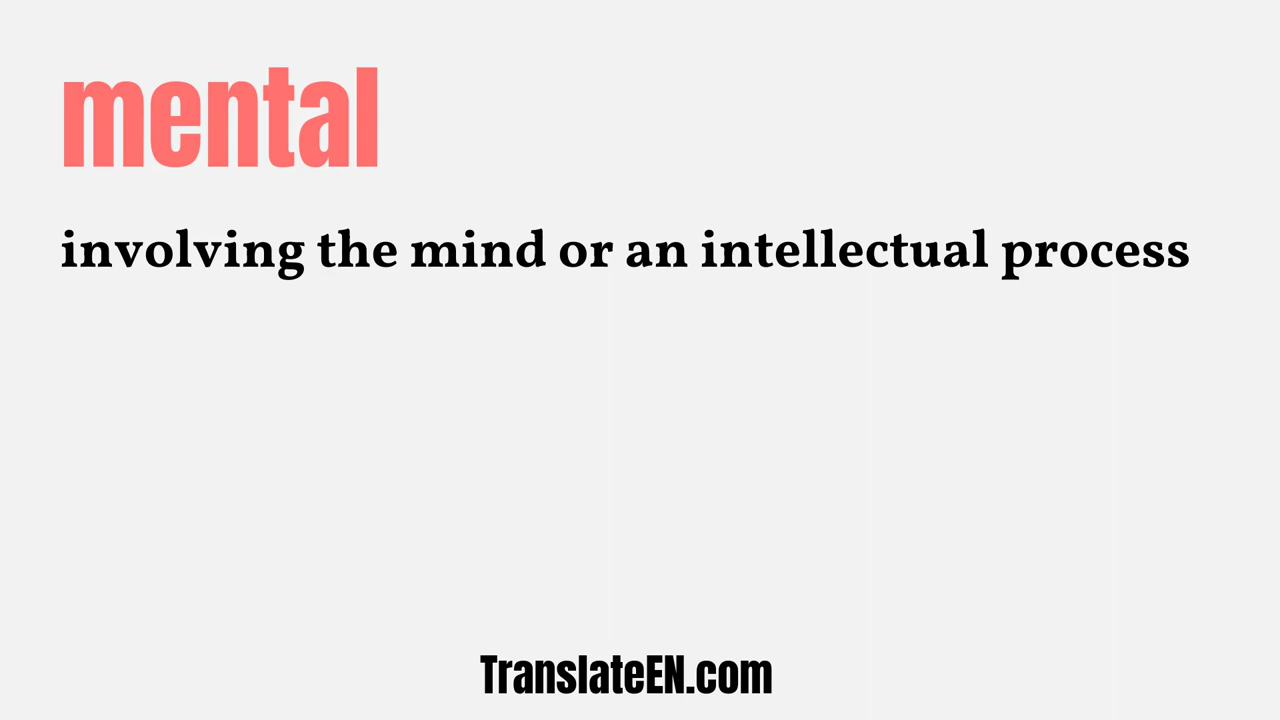 mental
involving the mind or an intellectual process
TranslateEN.com